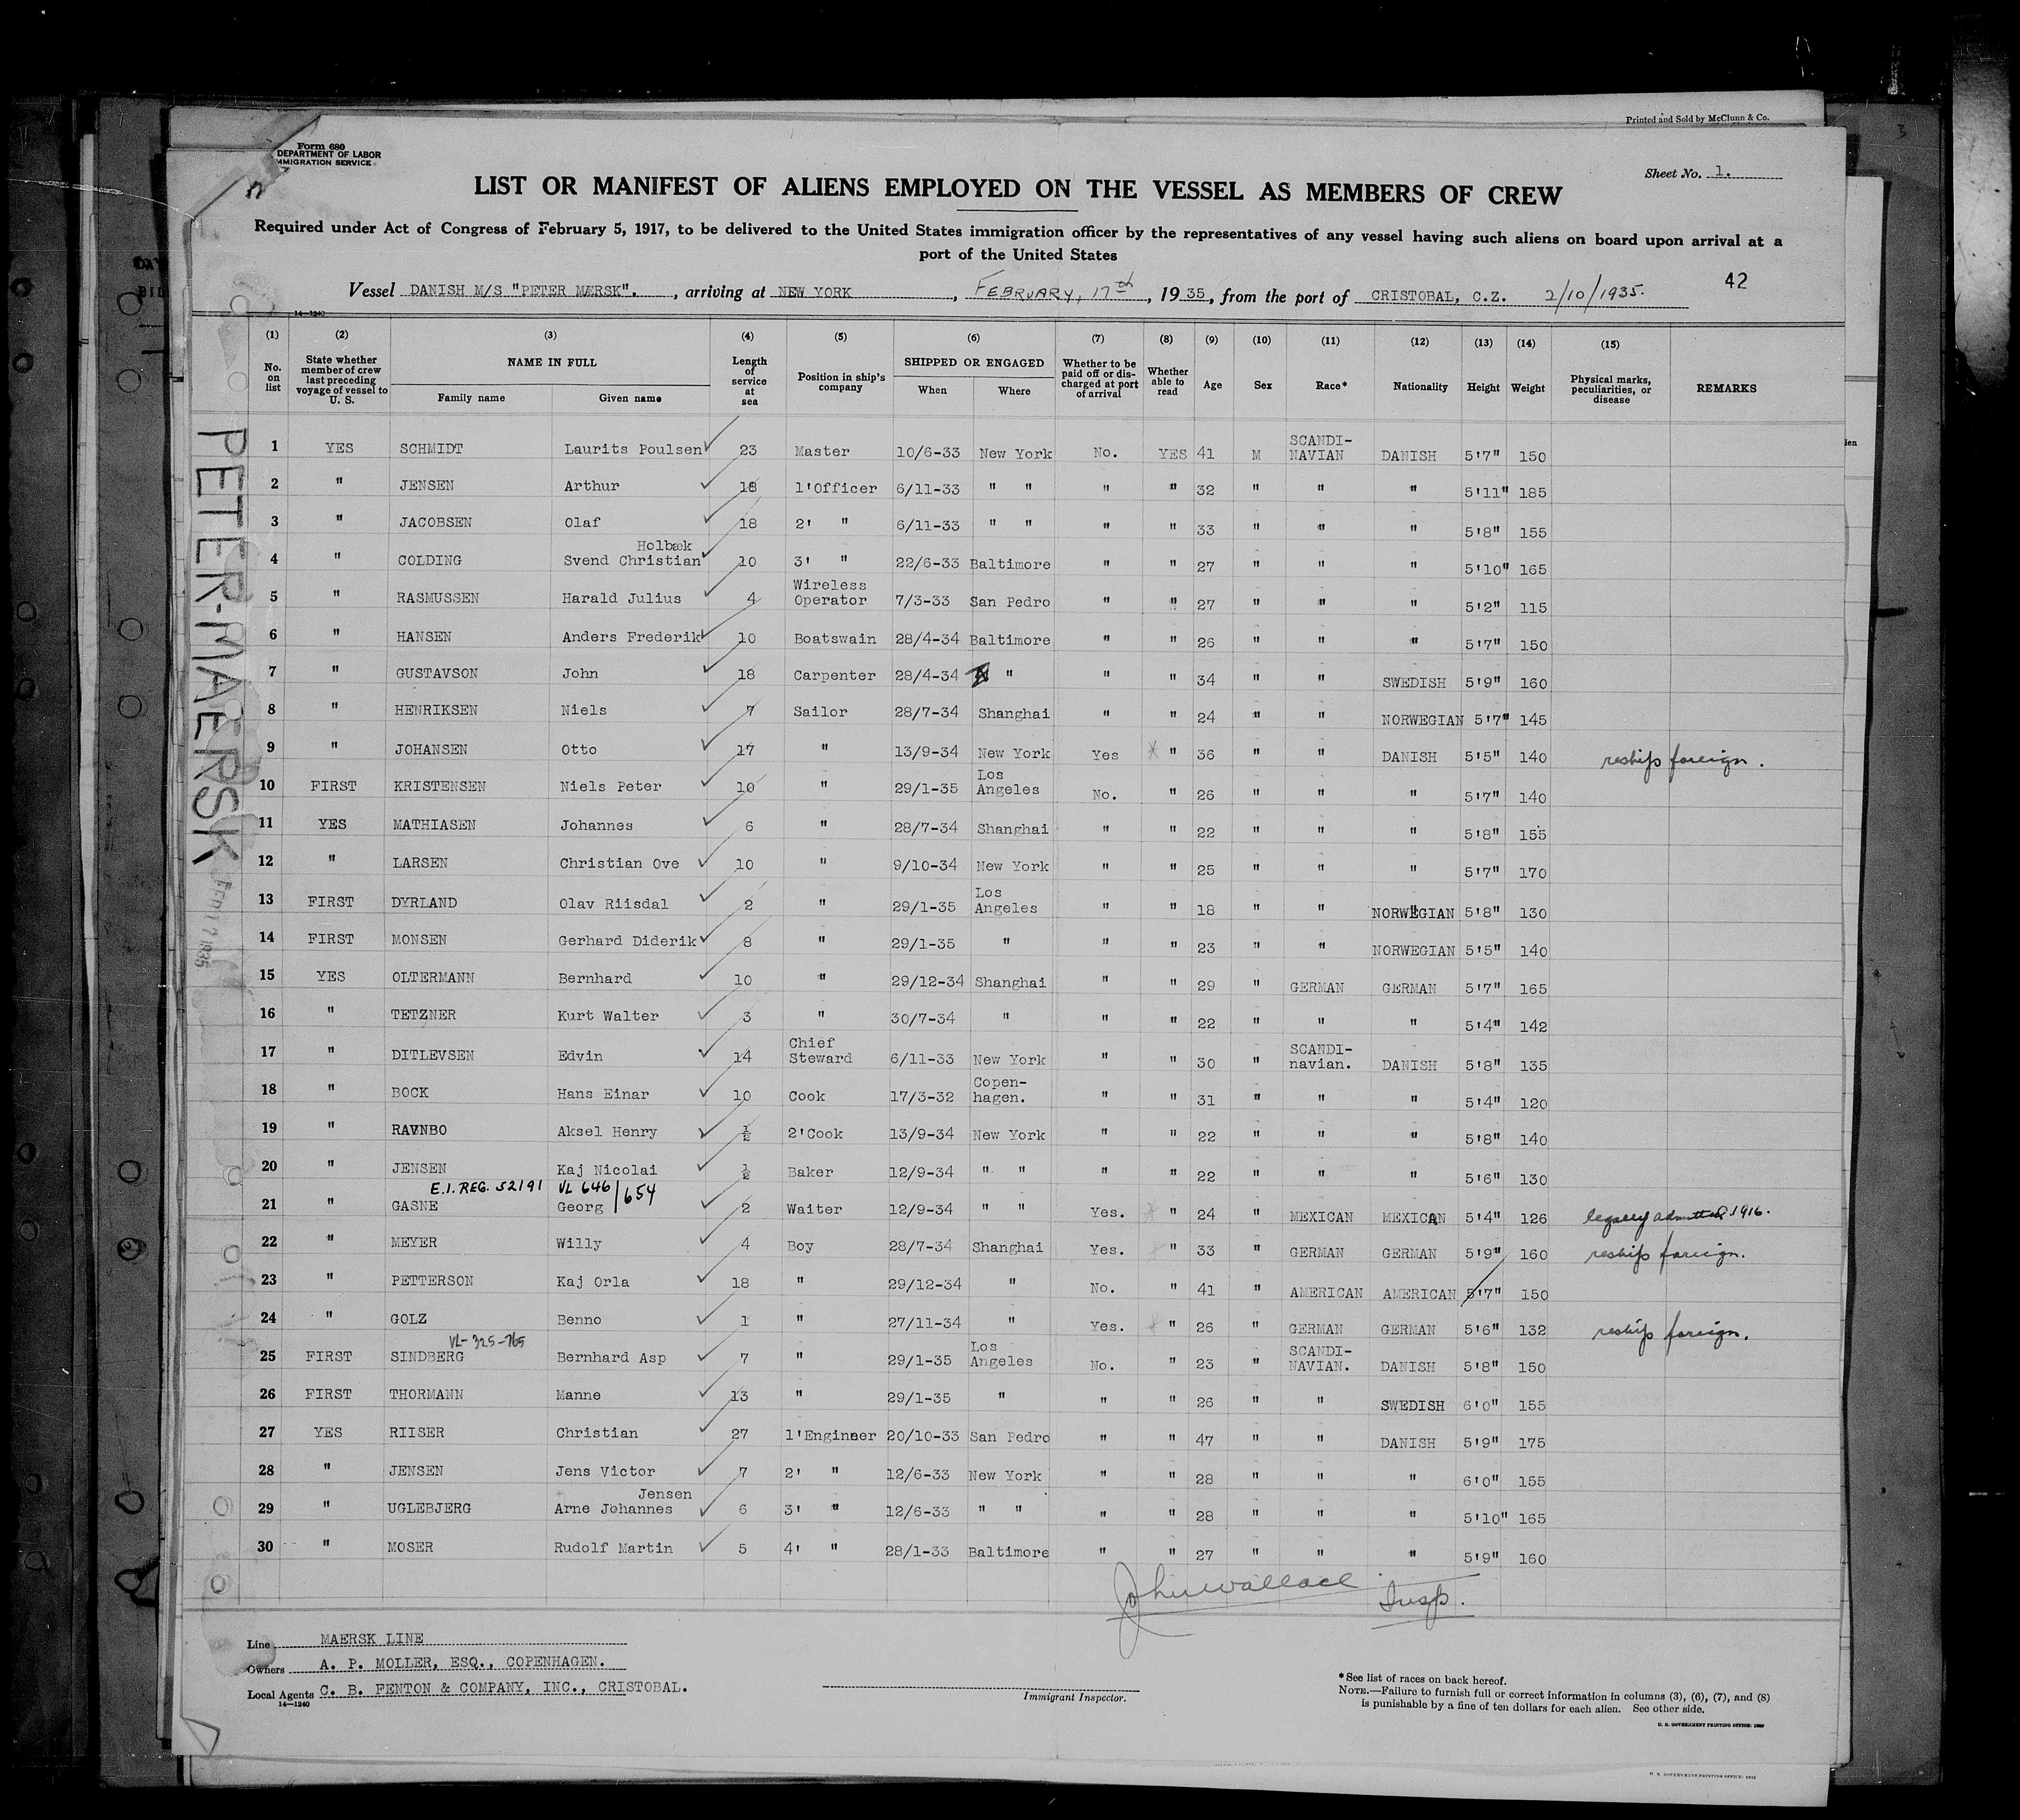 Printed and Sold by McClunn & Co.
Form 680
DEPARTMENT OF LABOR
IMMIGRATION SERVICE
Sheet No. 1.
LIST OR MANIFEST OF ALIENS EMPLOYED ON THE VESSEL AS MEMBERS OF CREW
Required under Act of Congress of February 5, 1917, to be delivered to the United States immigration officer by the representatives of any vessel having such aliens on board upon arrival at a
port of the United States
42
Vessel DANISH M/S "PETER MÆRSK". , arriving at NEW YORK , FEBRUARY, 17th , 1935, from the port of CRISTOBAL, C.Z. 2/10/1935.
14—1240
(1) (2) (3) (4) (5) (6) (7) (8) (9) (10) (11) (12) (13) (14) (15)
No. on list State whether member of crew last preceding voyage of vessel to U. S. NAME IN FULL Family name Given name Length of service at sea Position in ship's company SHIPPED OR ENGAGED When Where Whether to be paid off or discharged at port of arrival Whether able to read Age Sex Race* Nationality Height Weight Physical marks, peculiarities, or disease REMARKS
1 YES SCHMIDT Laurits Poulsen 23 Master 10/6-33 New York No. YES 41 M SCANDI-NAVIAN DANISH 5'7" 150
2 " JENSEN Arthur 18 1'Officer 6/11-33 " " " " 32 " " " 5'11" 185
3 " JACOBSEN Olaf 18 2' " 6/11-33 " " " " 33 " " " 5'8" 155
4 " COLDING Svend Christian Holbæk 10 3' " 22/6-33 Baltimore " " 27 " " " 5'10" 165
5 " RASMUSSEN Harald Julius 4 Wireless Operator 7/3-33 San Pedro " " 27 " " " 5'2" 115
6 " HANSEN Anders Frederik 10 Boatswain 28/4-34 Baltimore " " 26 " " " 5'7" 150
7 " GUSTAVSON John 18 Carpenter 28/4-34 " " " 34 " " SWEDISH 5'9" 160
8 " HENRIKSEN Niels 7 Sailor 28/7-34 Shanghai " " 24 " " NORWEGIAN 5'7" 145
9 " JOHANSEN Otto 17 " 13/9-34 New York Yes " 36 " " DANISH 5'5" 140 reships foreign.
10 FIRST KRISTENSEN Niels Peter 10 " 29/1-35 Los Angeles No. " 26 " " " 5'7" 140
11 YES MATHIASEN Johannes 6 " 28/7-34 Shanghai " " 22 " " " 5'8" 155
12 " LARSEN Christian Ove 10 " 9/10-34 New York " " 25 " " " 5'7" 170
13 FIRST DYRLAND Olav Riisdal 2 " 29/1-35 Los Angeles " " 18 " " NORWEGIAN 5'8" 130
14 FIRST MONSEN Gerhard Diderik 8 " 29/1-35 " " " 23 " " NORWEGIAN 5'5" 140
15 YES OLTERMANN Bernhard 10 " 29/12-34 Shanghai " " 29 " GERMAN GERMAN 5'7" 165
16 " TETZNER Kurt Walter 3 " 30/7-34 " " " 22 " " " 5'4" 142
17 " DITLEVSEN Edvin 14 Chief Steward 6/11-33 New York " " 30 " SCANDI-navian. DANISH 5'8" 135
18 " BOCK Hans Einar 10 Cook 17/3-32 Copen-hagen. " " 31 " " " 5'4" 120
19 " RAVNBO Aksel Henry ½ 2'Cook 13/9-34 New York " " 22 " " " 5'8" 140
20 " JENSEN Kaj Nicolai ½ Baker 12/9-34 " " " " 22 " " " 5'6" 130
E.I. REG. 52191 VL 646/654
21 " GASNE Georg 2 Waiter 12/9-34 " " Yes. " 24 " MEXICAN MEXICAN 5'4" 126 legally admitted 1916.
22 " MEYER Willy 4 Boy 28/7-34 Shanghai Yes. " 33 " GERMAN GERMAN 5'9" 160 reships foreign.
23 " PETTERSON Kaj Orla 18 " 29/12-34 " No. " 41 " AMERICAN AMERICAN 5'7" 150
24 " GOLZ Benno 1 " 27/11-34 " Yes. " 26 " GERMAN GERMAN 5'6" 132 reships foreign.
VL-325-765
25 FIRST SINDBERG Bernhard Asp 7 " 29/1-35 Los Angeles No. " 23 " SCANDI-NAVIAN. DANISH 5'8" 150
26 FIRST THORMANN Manne 13 " 29/1-35 " " " 26 " " SWEDISH 6'0" 155
27 YES RIISER Christian 27 1'Engineer 20/10-33 San Pedro " " 47 " " DANISH 5'9" 175
28 " JENSEN Jens Victor 7 2' " 12/6-33 New York " " 28 " " " 6'0" 155
29 " UGLEBJERG Arne Johannes Jensen 6 3' " 12/6-33 " " " " 28 " " " 5'10" 165
30 " MOSER Rudolf Martin 5 4' " 28/1-33 Baltimore " " 27 " " " 5'9" 160
PETER-MAERSK
FEB 17 1935
John Wallace Insp.
Line MAERSK LINE
Owners A. P. MOLLER, ESQ., COPENHAGEN.
Local Agents C. B. FENTON & COMPANY, INC., CRISTOBAL.
14—1240
Immigrant Inspector.
*See list of races on back hereof.
NOTE.—Failure to furnish full or correct information in columns (3), (6), (7), and (8)
is punishable by a fine of ten dollars for each alien. See other side.